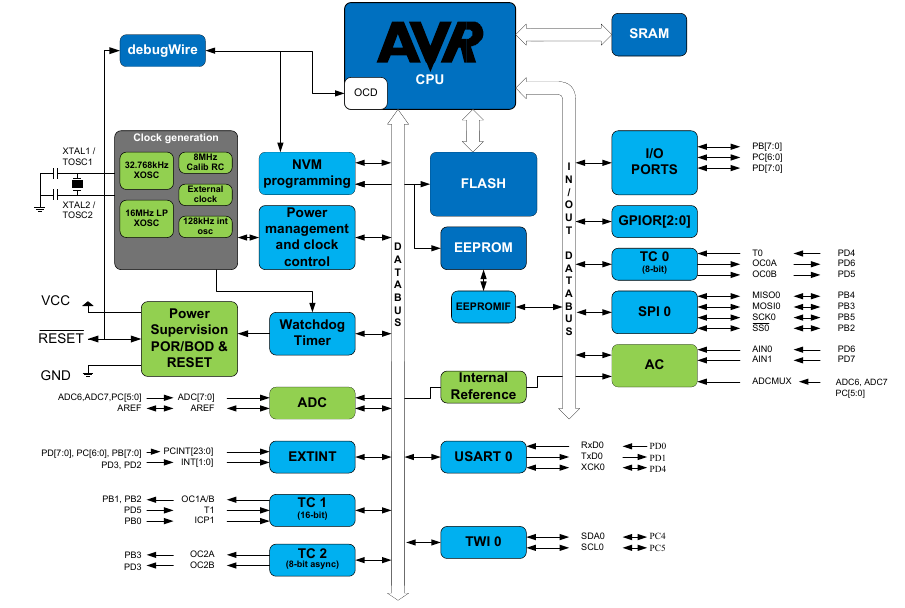 AVR
CPU
OCD
SRAM
debugWire
Clock generation
XTAL1 /
TOSC1
32.768kHz
XOSC
8MHz
Calib RC
External
clock
XTAL2 /
TOSC2
16MHz LP
XOSC
128kHz int
osc
NVM
programming
Power
management
and clock
control
FLASH
EEPROM
EEPROMIF
DATABUS
IN/OUT DATABUS
I/O
PORTS
PB[7:0]
PC[6:0]
PD[7:0]
GPIOR[2:0]
TC 0
(8-bit)
T0 PD4
OC0A PD6
OC0B PD5
SPI 0
MISO0 PB4
MOSI0 PB3
SCK0 PB5
SS0 PB2
AC
AIN0 PD6
AIN1 PD7
ADCMUX ADC6, ADC7
PC[5:0]
VCC
RESET
GND
Power
Supervision
POR/BOD &
RESET
Watchdog
Timer
Internal
Reference
ADC6,ADC7,PC[5:0] ADC[7:0]
AREF AREF
ADC
PD[7:0], PC[6:0], PB[7:0] PCINT[23:0]
PD3, PD2 INT[1:0]
EXTINT
USART 0
RxD0 PD0
TxD0 PD1
XCK0 PD4
PB1, PB2 OC1A/B
PD5 T1
PB0 ICP1
TC 1
(16-bit)
TWI 0
SDA0 PC4
SCL0 PC5
PB3 OC2A
PD3 OC2B
TC 2
(8-bit async)